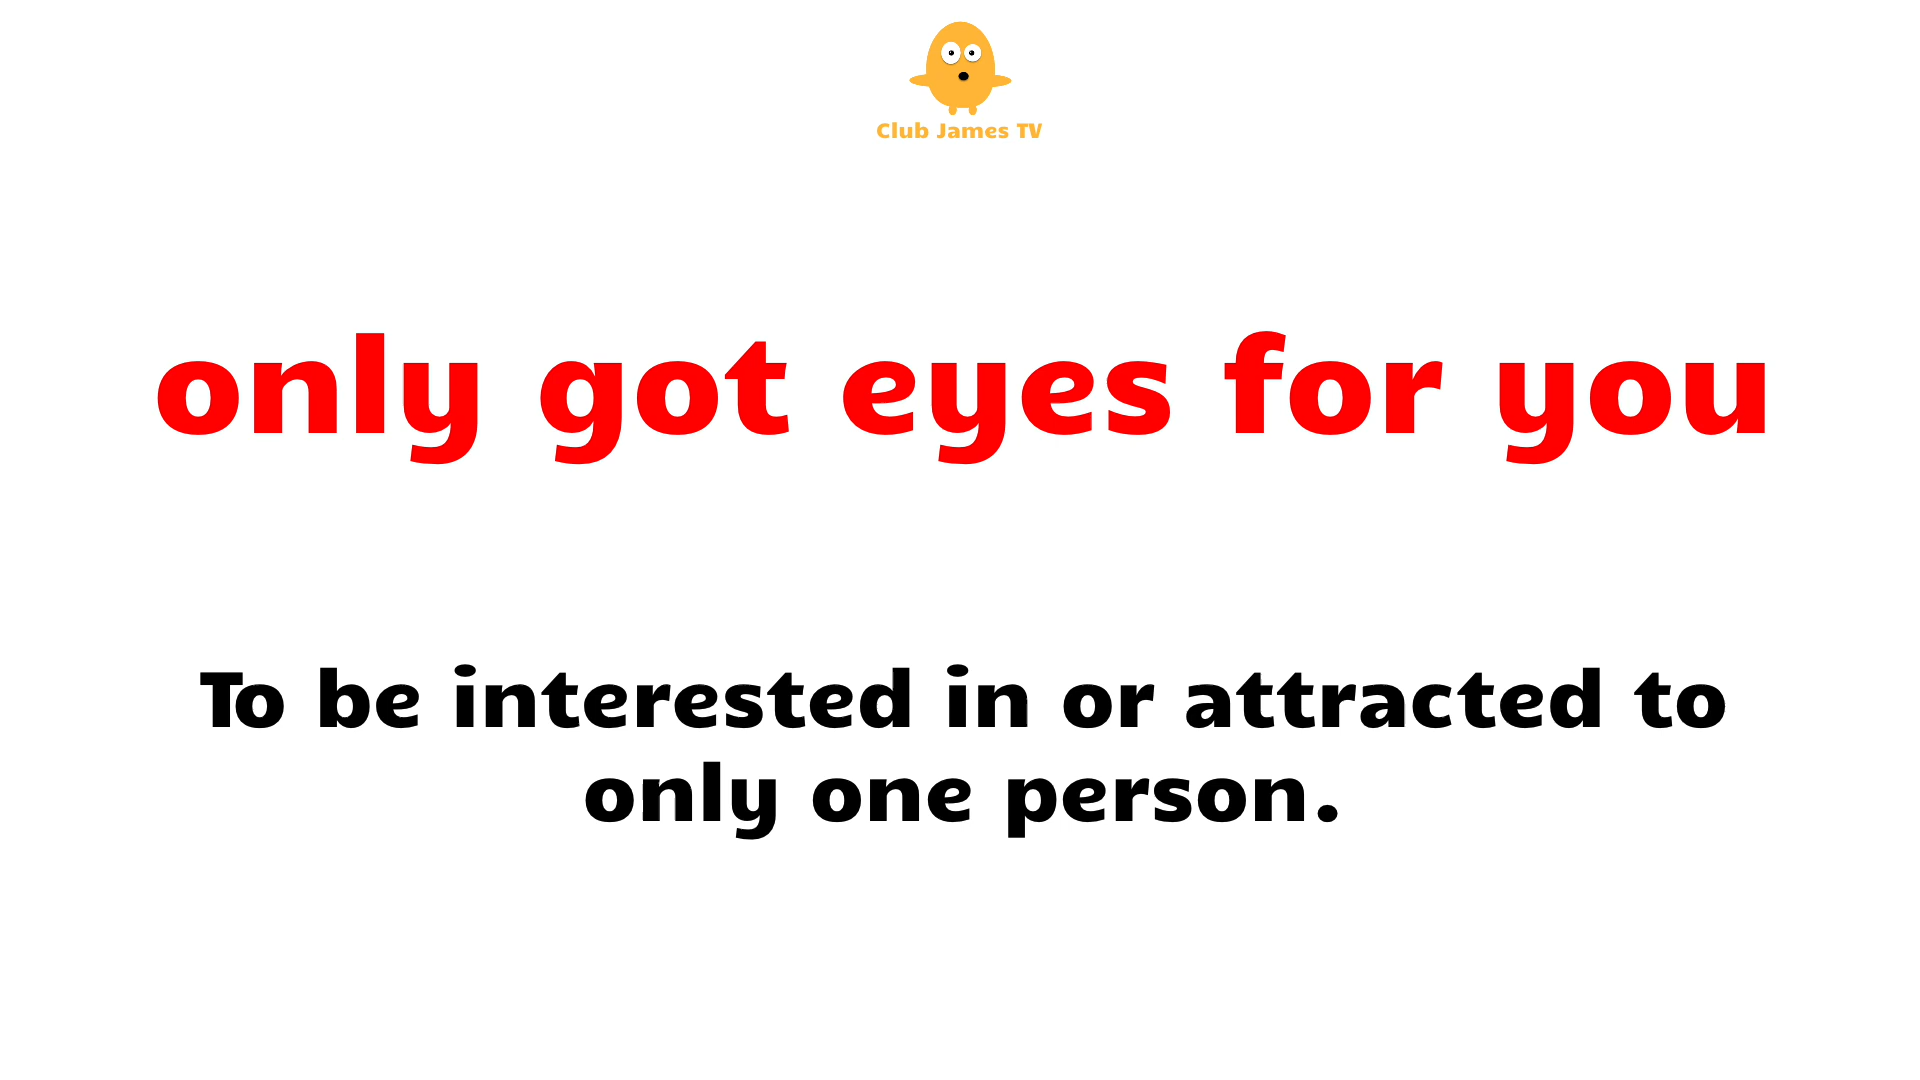 Club James TV
only got eyes for you
To be interested in or attracted to
only one person.